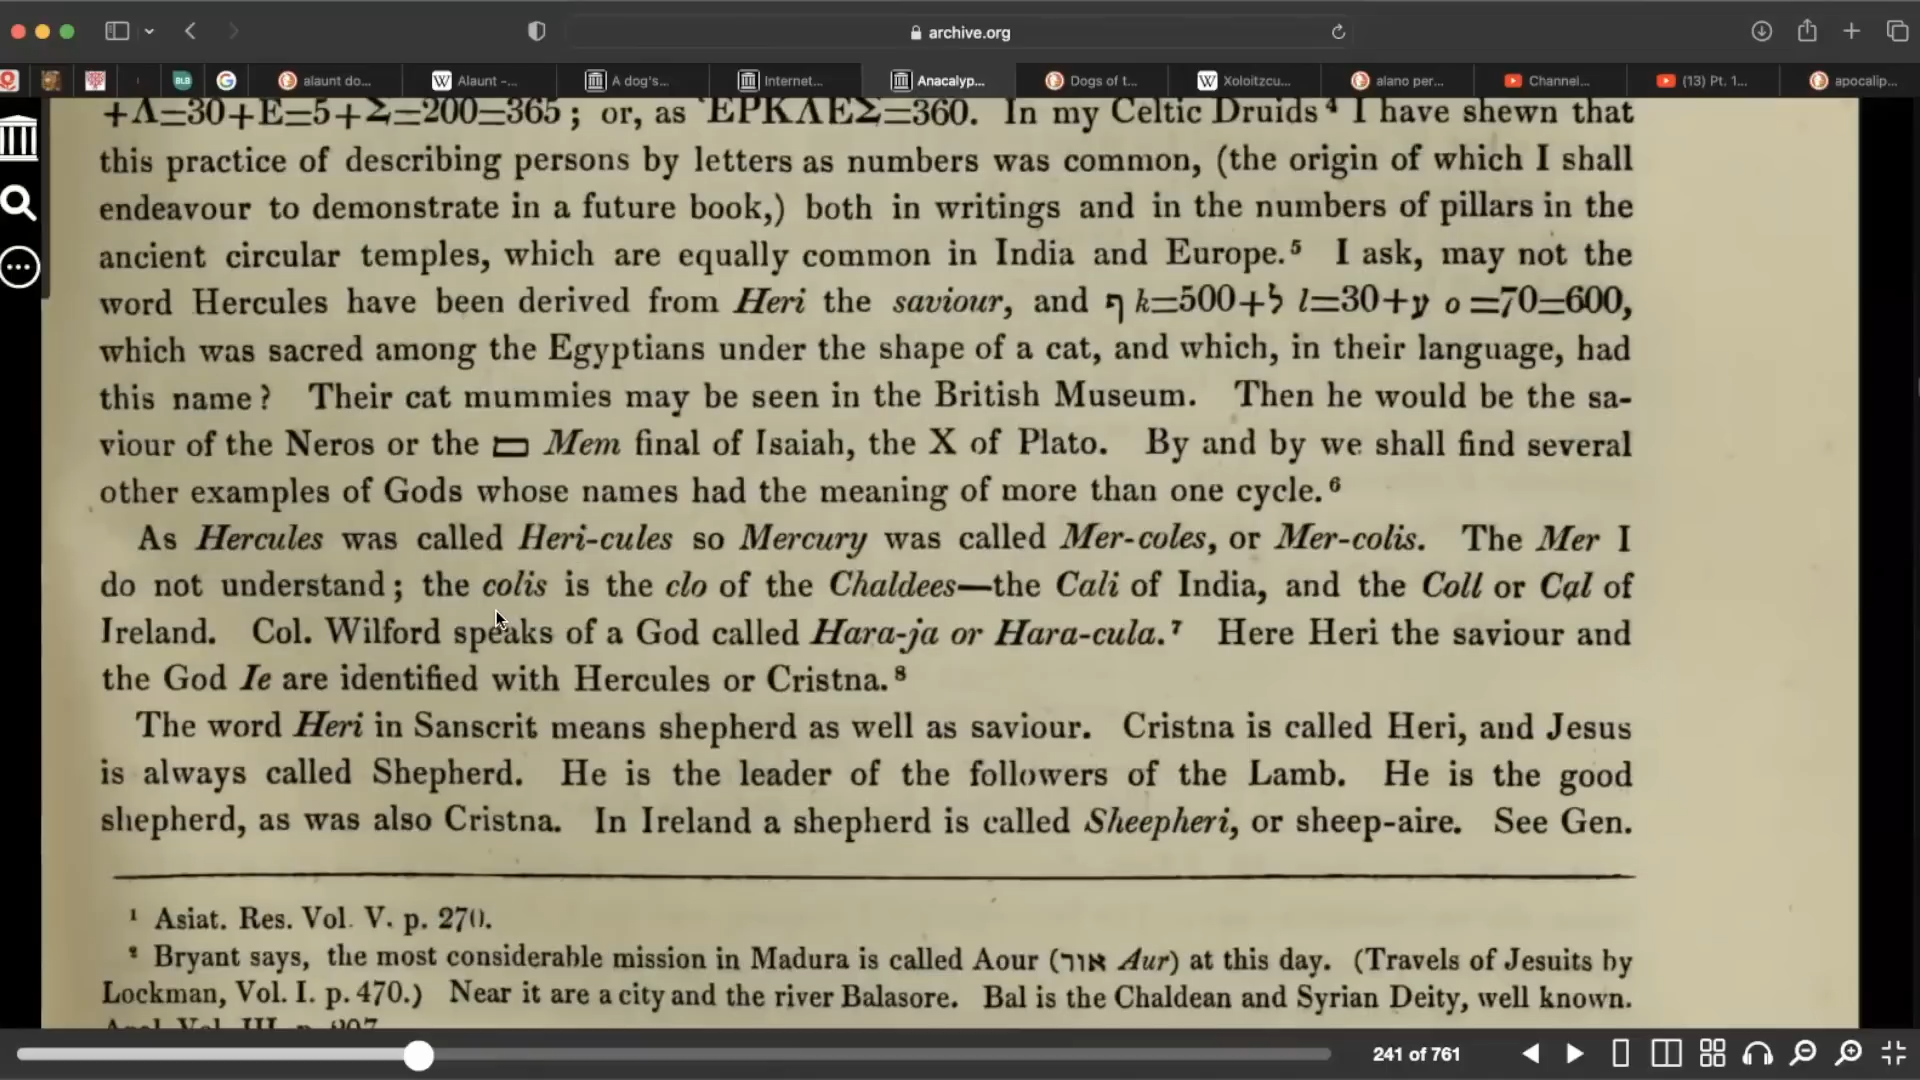 archive.org
alaunt do...
Alaunt -...
A dog's...
Internet...
Anacalyp...
Dogs of t...
Xoloitzcu...
alano per...
Channel...
(13) Pt. 1...
apocalip...
+Λ=30+E=5+Σ=200=365; or, as ἙΡΚΛΕΣ=360. In my Celtic Druids⁴ I have shewn that
this practice of describing persons by letters as numbers was common, (the origin of which I shall
endeavour to demonstrate in a future book,) both in writings and in the numbers of pillars in the
ancient circular temples, which are equally common in India and Europe.⁵ I ask, may not the
word Hercules have been derived from Heri the saviour, and ך k=500+ל l=30+ע o=70=600,
which was sacred among the Egyptians under the shape of a cat, and which, in their language, had
this name? Their cat mummies may be seen in the British Museum. Then he would be the sa-
viour of the Neros or the ם Mem final of Isaiah, the X of Plato. By and by we shall find several
other examples of Gods whose names had the meaning of more than one cycle.⁶
As Hercules was called Heri-cules so Mercury was called Mer-coles, or Mer-colis. The Mer I
do not understand; the colis is the clo of the Chaldees—the Cali of India, and the Coll or Cal of
Ireland. Col. Wilford speaks of a God called Hara-ja or Hara-cula.⁷ Here Heri the saviour and
the God Ie are identified with Hercules or Cristna.⁸
The word Heri in Sanscrit means shepherd as well as saviour. Cristna is called Heri, and Jesus
is always called Shepherd. He is the leader of the followers of the Lamb. He is the good
shepherd, as was also Cristna. In Ireland a shepherd is called Sheepheri, or sheep-aire. See Gen.
¹ Asiat. Res. Vol. V. p. 270.
² Bryant says, the most considerable mission in Madura is called Aour (אור Aur) at this day. (Travels of Jesuits by
Lockman, Vol. I. p. 470.) Near it are a city and the river Balasore. Bal is the Chaldean and Syrian Deity, well known.
241 of 761